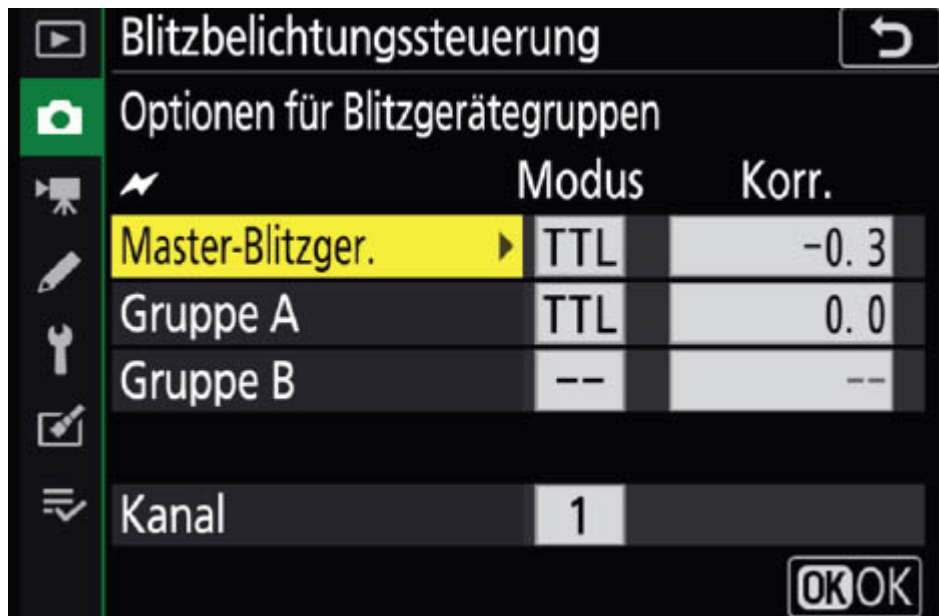 Blitzbelichtungssteuerung
Optionen für Blitzgerätegruppen
Modus Korr.
Master-Blitzger. TTL -0. 3
Gruppe A TTL 0. 0
Gruppe B -- --
Kanal 1
OK OK